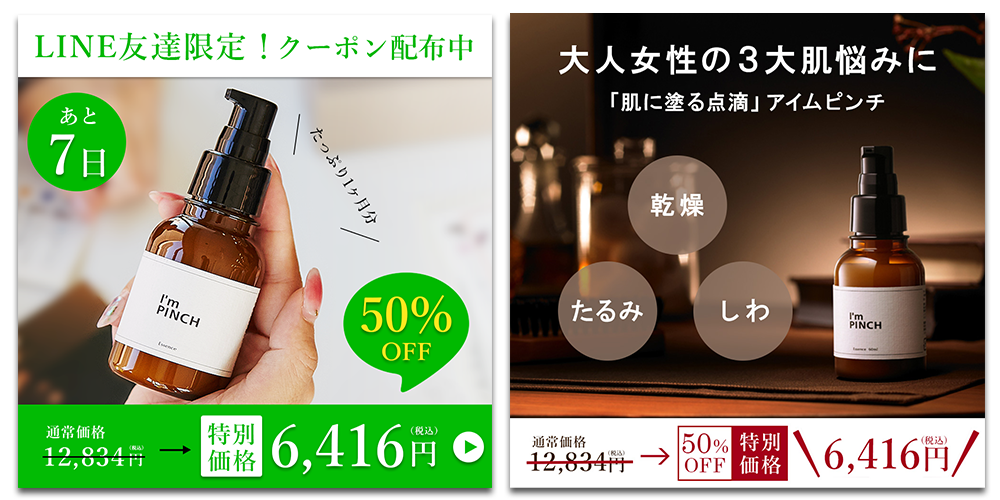 LINE友達限定!クーポン配布中
あと
7日
たっぷり1ヶ月分
I'm
PINCH
Essence
50%
OFF
通常価格
12,834円(税込)
特別
価格
6,416円(税込)
大人女性の3大肌悩みに
「肌に塗る点滴」アイムピンチ
乾燥
たるみ
しわ
I'm
PINCH
Essence 60ml
通常価格
12,834円(税込)
50%
OFF
特別
価格
6,416円(税込)